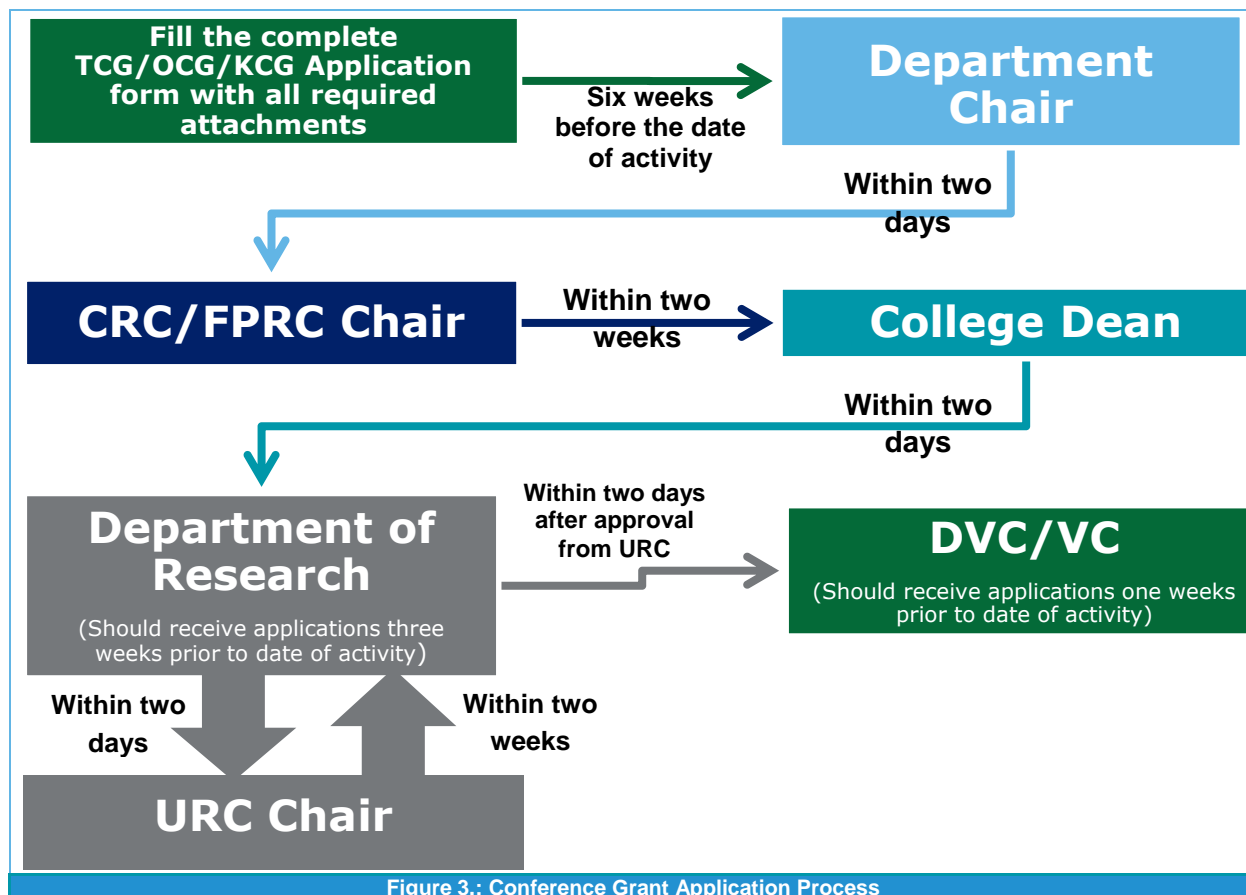 Fill the complete
TCG/OCG/KCG Application
form with all required
attachments
Six weeks
before the date
of activity
Department
Chair
Within two
days
CRC/FPRC Chair
Within two
weeks
College Dean
Within two
days
Department of
Research
(Should receive applications three
weeks prior to date of activity)
Within two days
after approval
from URC
DVC/VC
(Should receive applications one weeks
prior to date of activity)
Within two
days
Within two
weeks
URC Chair
Figure 3.: Conference Grant Application Process